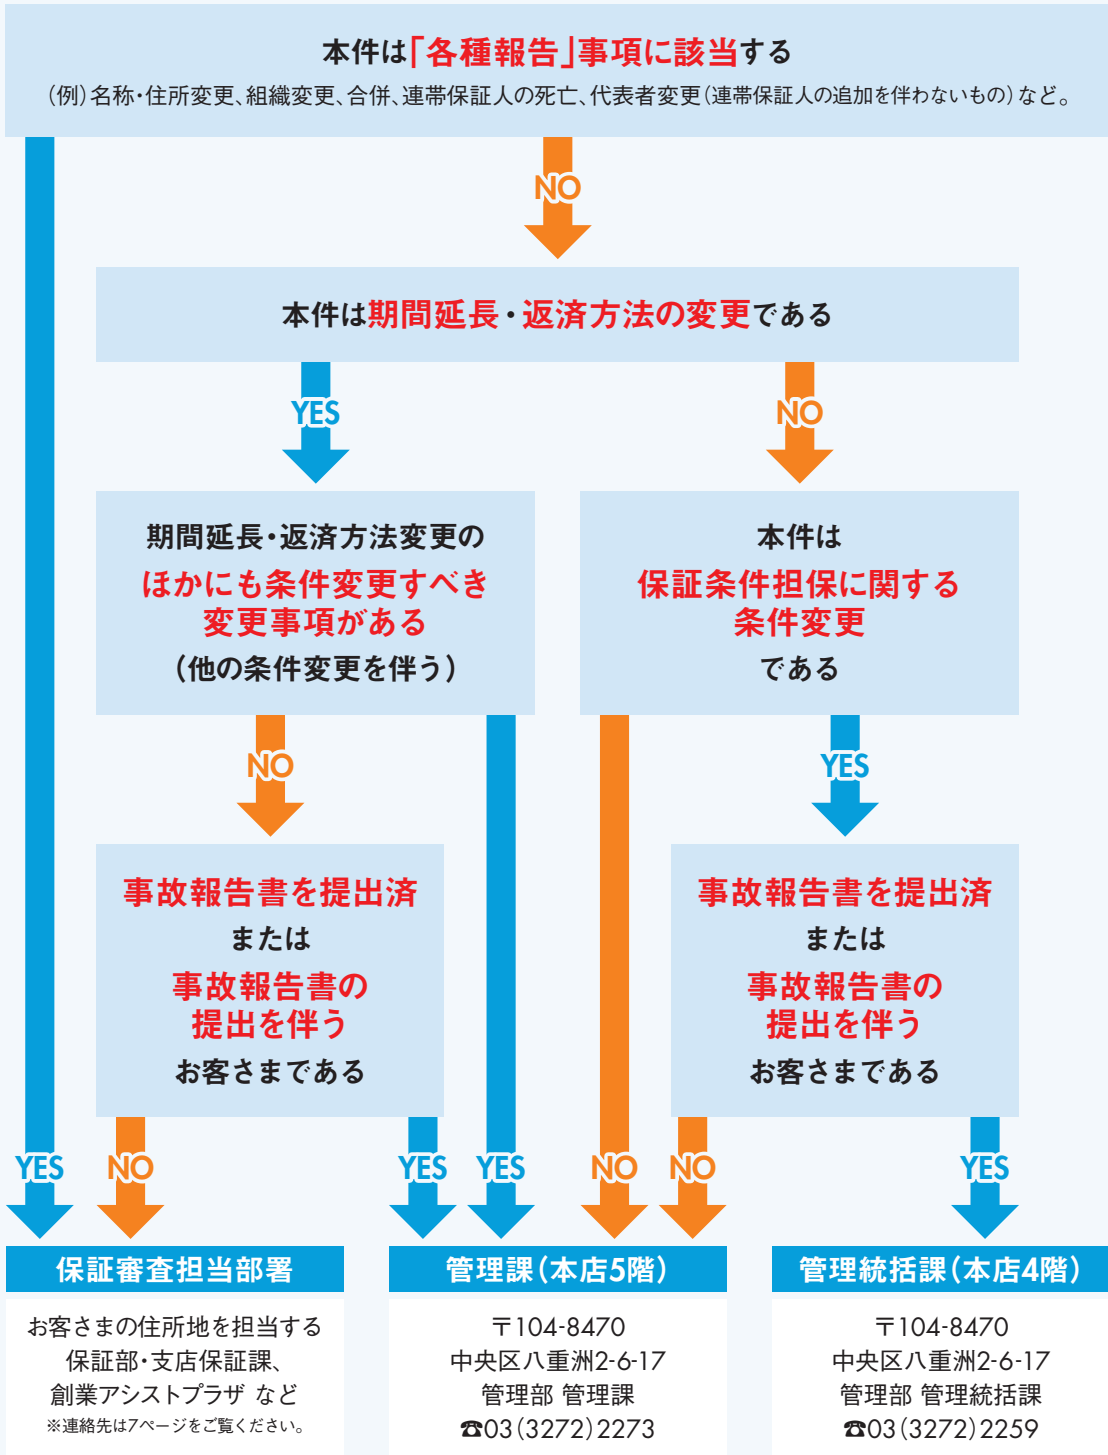 本件は「各種報告」事項に該当する
（例）名称・住所変更、組織変更、合併、連帯保証人の死亡、代表者変更（連帯保証人の追加を伴わないもの）など。
NO
本件は期間延長・返済方法の変更である
YES
NO
期間延長・返済方法変更の
ほかにも条件変更すべき
変更事項がある
（他の条件変更を伴う）
本件は
保証条件担保に関する
条件変更
である
NO
YES
事故報告書を提出済
または
事故報告書の
提出を伴う
お客さまである
事故報告書を提出済
または
事故報告書の
提出を伴う
お客さまである
YES
NO
YES
YES
NO
NO
YES
保証審査担当部署
お客さまの住所地を担当する
保証部・支店保証課、
創業アシストプラザ など
※連絡先は7ページをご覧ください。
管理課（本店5階）
〒104-8470
中央区八重洲2-6-17
管理部 管理課
☎03（3272）2273
管理統括課（本店4階）
〒104-8470
中央区八重洲2-6-17
管理部 管理統括課
☎03（3272）2259